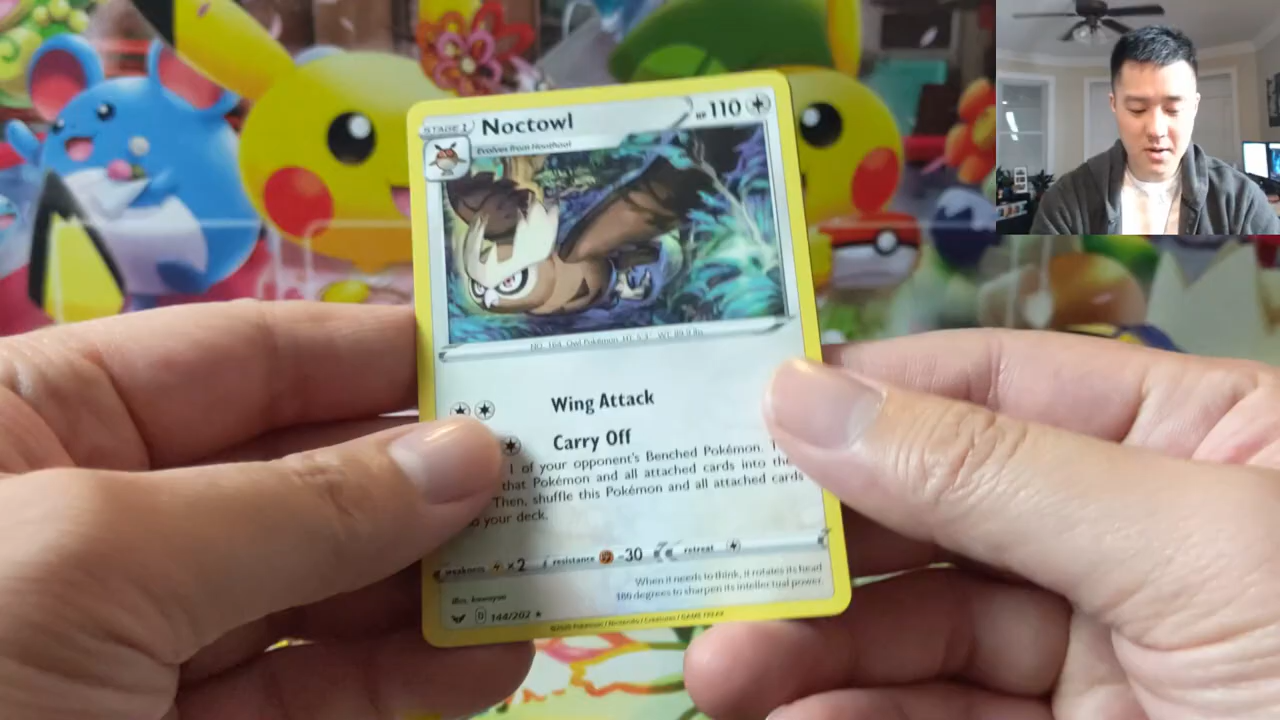 STAGE 1 Noctowl HP 110
Evolves from Hoothoot
NO. 164 Owl Pokémon HT: 5'3" WT: 89.9 lbs.
Wing Attack
Carry Off
1 of your opponent's Benched Pokémon.
that Pokémon and all attached cards into
Then, shuffle this Pokémon and all attached cards
your deck.
weakness ×2 resistance -30 retreat
When it needs to think, it rotates its head
180 degrees to sharpen its intellectual power.
illus. kawayoo
D 144/202
©2020 Pokémon / Nintendo / Creatures / GAME FREAK